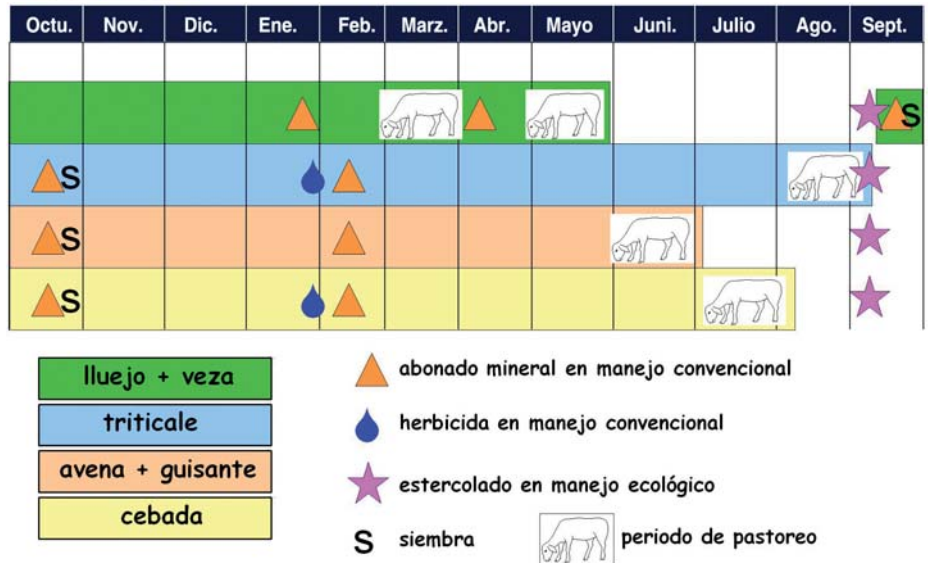 Octu. Nov. Dic. Ene. Feb. Marz. Abr. Mayo Juni. Julio Ago. Sept.
S
S
S
S
lluejo + veza
triticale
avena + guisante
cebada
abonado mineral en manejo convencional
herbicida en manejo convencional
estercolado en manejo ecológico
S siembra
periodo de pastoreo